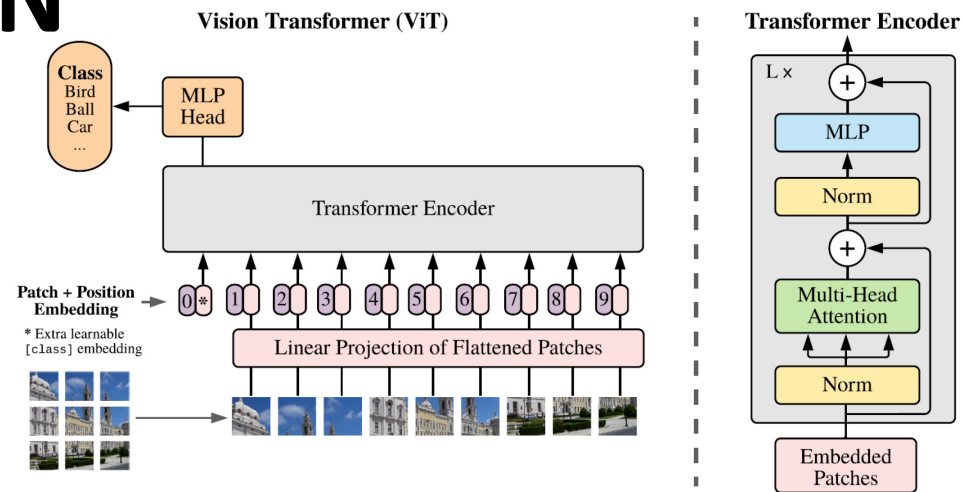 N
Vision Transformer (ViT)
Class
Bird
Ball
Car
...
MLP
Head
Transformer Encoder
Patch + Position
Embedding
0 * 1 2 3 4 5 6 7 8 9
* Extra learnable
[class] embedding
Linear Projection of Flattened Patches
Transformer Encoder
L x
+
MLP
Norm
+
Multi-Head
Attention
Norm
Embedded
Patches